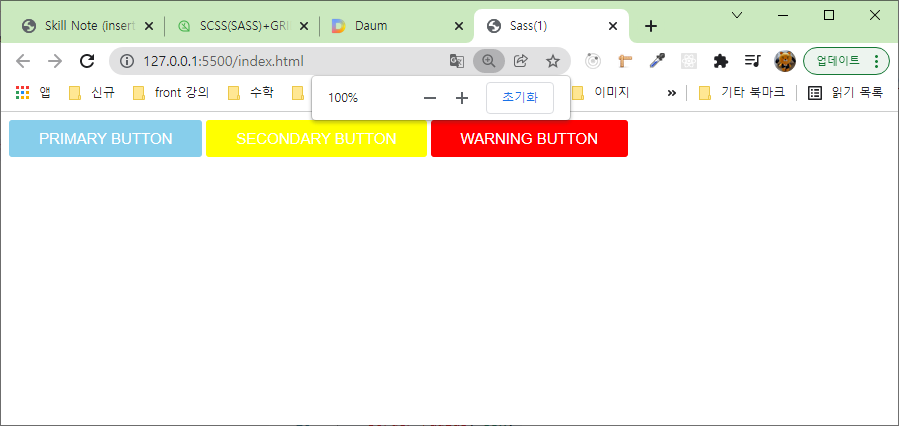 Skill Note (insert
SCSS(SASS)+GRI
Daum
Sass(1)
127.0.0.1:5500/index.html
업데이트
앱
신규
front 강의
수학
이미지
기타 북마크
읽기 목록
100%
초기화
PRIMARY BUTTON
SECONDARY BUTTON
WARNING BUTTON